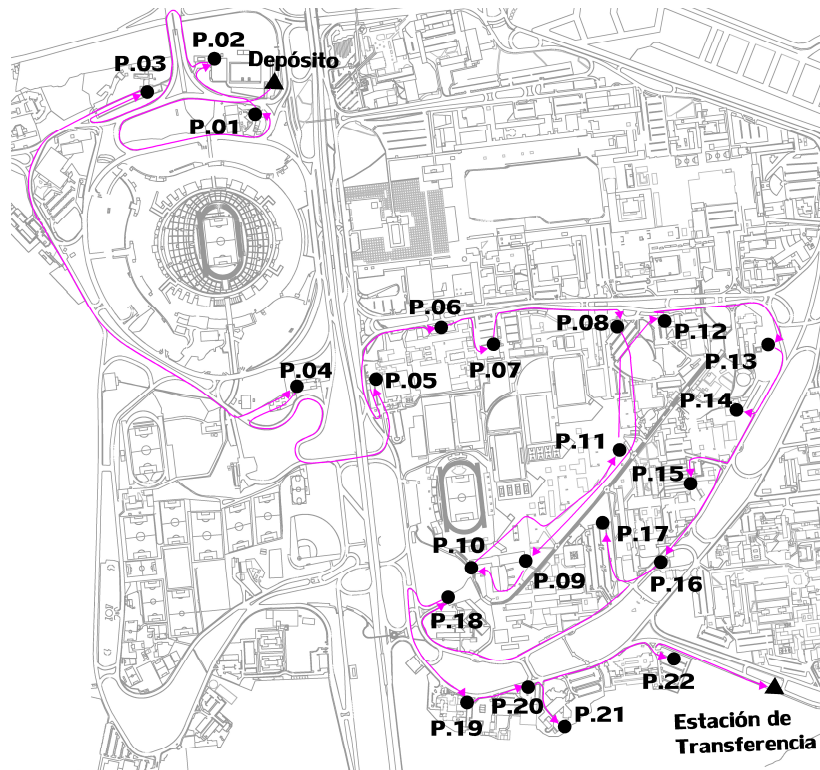 P.02
Depósito
P.03
P.01
P.06
P.08
P.12
P.07
P.13
P.04
P.05
P.14
P.11
P.15
P.17
P.10
P.09
P.16
P.18
P.22
P.20
P.19
P.21
Estación de
Transferencia